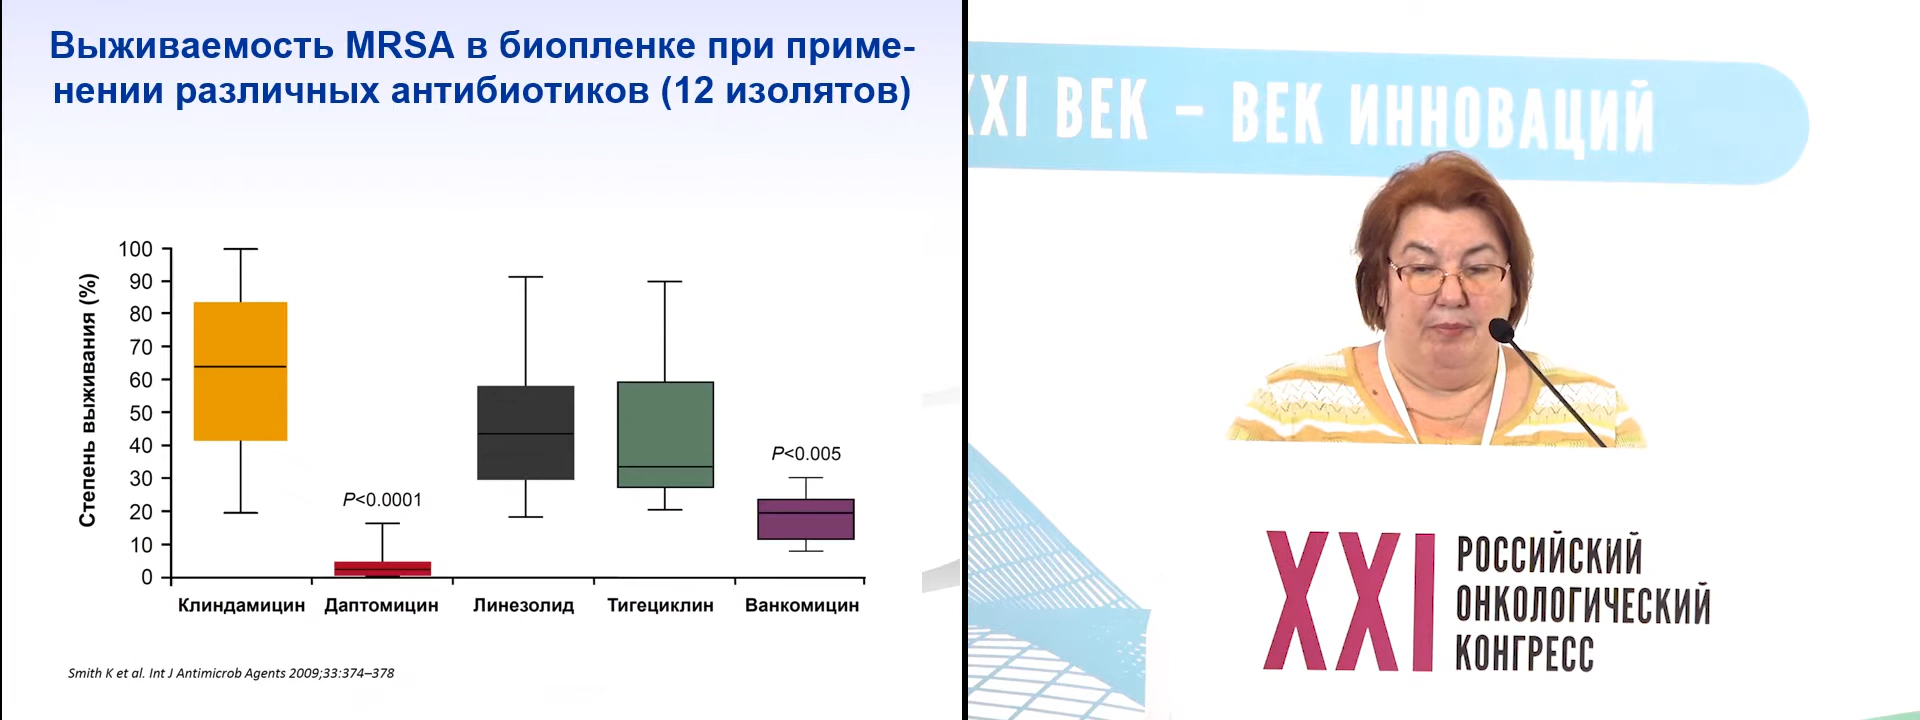 Выживаемость MRSA в биопленке при приме-
нении различных антибиотиков (12 изолятов)
Степень выживания (%)
100
90
80
70
60
50
40
30
20
10
0
P<0.0001
P<0.005
Клиндамицин
Даптомицин
Линезолид
Тигециклин
Ванкомицин
Smith K et al. Int J Antimicrob Agents 2009;33:374–378
XXI ВЕК – ВЕК ИННОВАЦИЙ
XXI
РОССИЙСКИЙ
ОНКОЛОГИЧЕСКИЙ
КОНГРЕСС